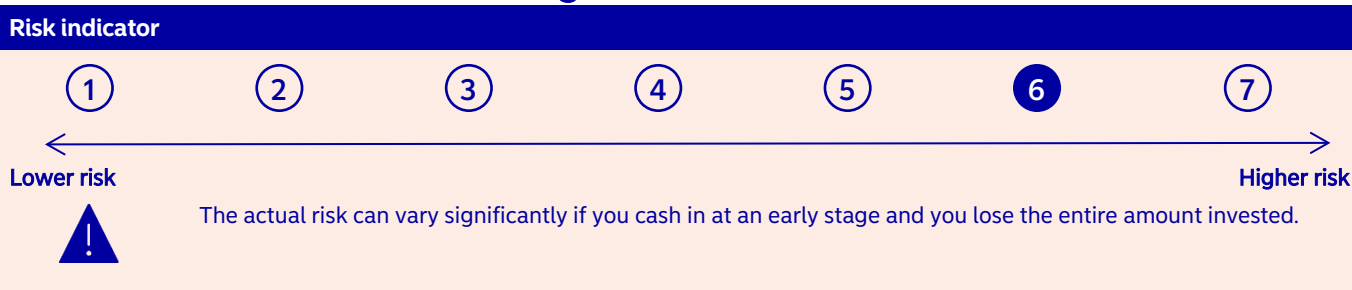 Risk indicator
1 2 3 4 5 6 7
Lower risk Higher risk
The actual risk can vary significantly if you cash in at an early stage and you lose the entire amount invested.